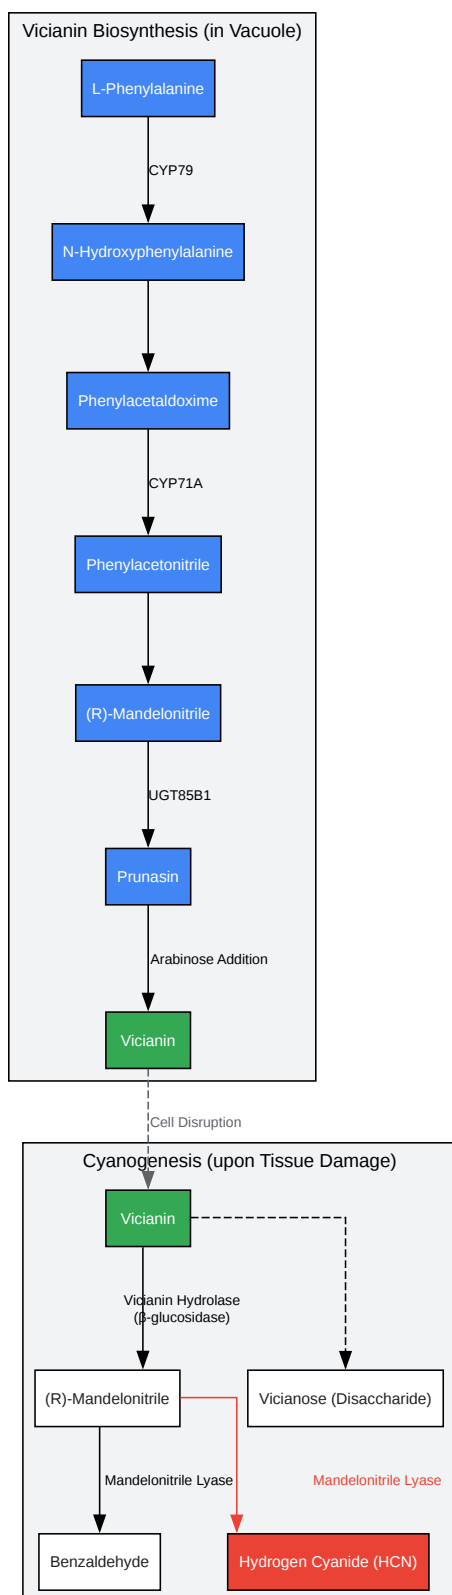 Vicianin Biosynthesis (in Vacuole)
L-Phenylalanine
CYP79
N-Hydroxyphenylalanine
Phenylacetaldoxime
CYP71A
Phenylacetonitrile
(R)-Mandelonitrile
UGT85B1
Prunasin
Arabinose Addition
Vicianin
Cell Disruption
Cyanogenesis (upon Tissue Damage)
Vicianin
Vicianin Hydrolase
(β-glucosidase)
(R)-Mandelonitrile
Vicianose (Disaccharide)
Mandelonitrile Lyase
Mandelonitrile Lyase
Benzaldehyde
Hydrogen Cyanide (HCN)